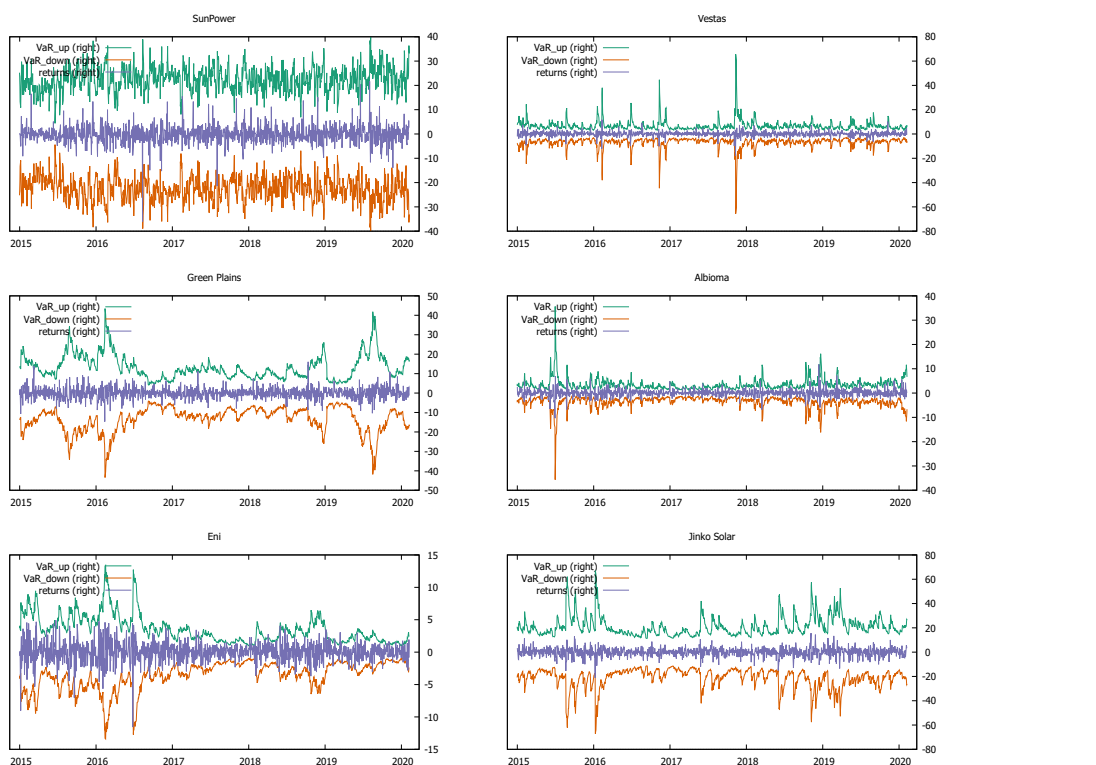 SunPower
VaR_up (right)
VaR_down (right)
returns (right)
40
30
20
10
0
-10
-20
-30
-40
2015 2016 2017 2018 2019 2020
Vestas
VaR_up (right)
VaR_down (right)
returns (right)
80
60
40
20
0
-20
-40
-60
-80
2015 2016 2017 2018 2019 2020
Green Plains
VaR_up (right)
VaR_down (right)
returns (right)
50
40
30
20
10
0
-10
-20
-30
-40
-50
2015 2016 2017 2018 2019 2020
Albioma
VaR_up (right)
VaR_down (right)
returns (right)
40
30
20
10
0
-10
-20
-30
-40
2015 2016 2017 2018 2019 2020
Eni
VaR_up (right)
VaR_down (right)
returns (right)
15
10
5
0
-5
-10
-15
2015 2016 2017 2018 2019 2020
Jinko Solar
VaR_up (right)
VaR_down (right)
returns (right)
80
60
40
20
0
-20
-40
-60
-80
2015 2016 2017 2018 2019 2020